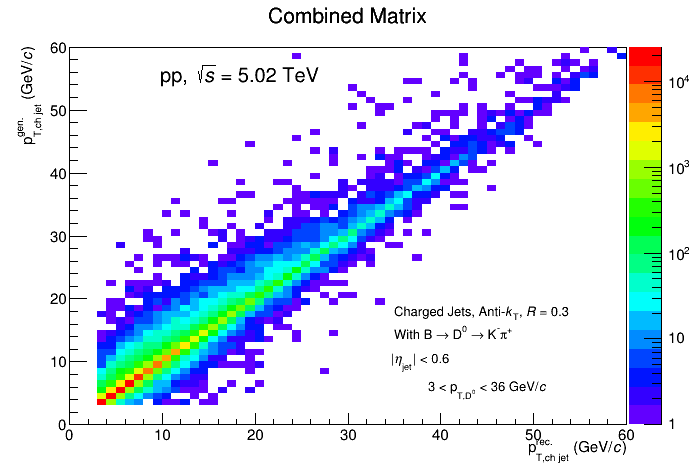 Combined Matrix
pp, √s = 5.02 TeV
p^gen._T,ch jet (GeV/c)
60
50
40
30
20
10
0
0 10 20 30 40 50 60
p^rec._T,ch jet (GeV/c)
Charged Jets, Anti-k_T, R = 0.3
With B → D^0 → K^-π^+
|η_jet| < 0.6
3 < p_T,D^0 < 36 GeV/c
10^4
10^3
10^2
10
1